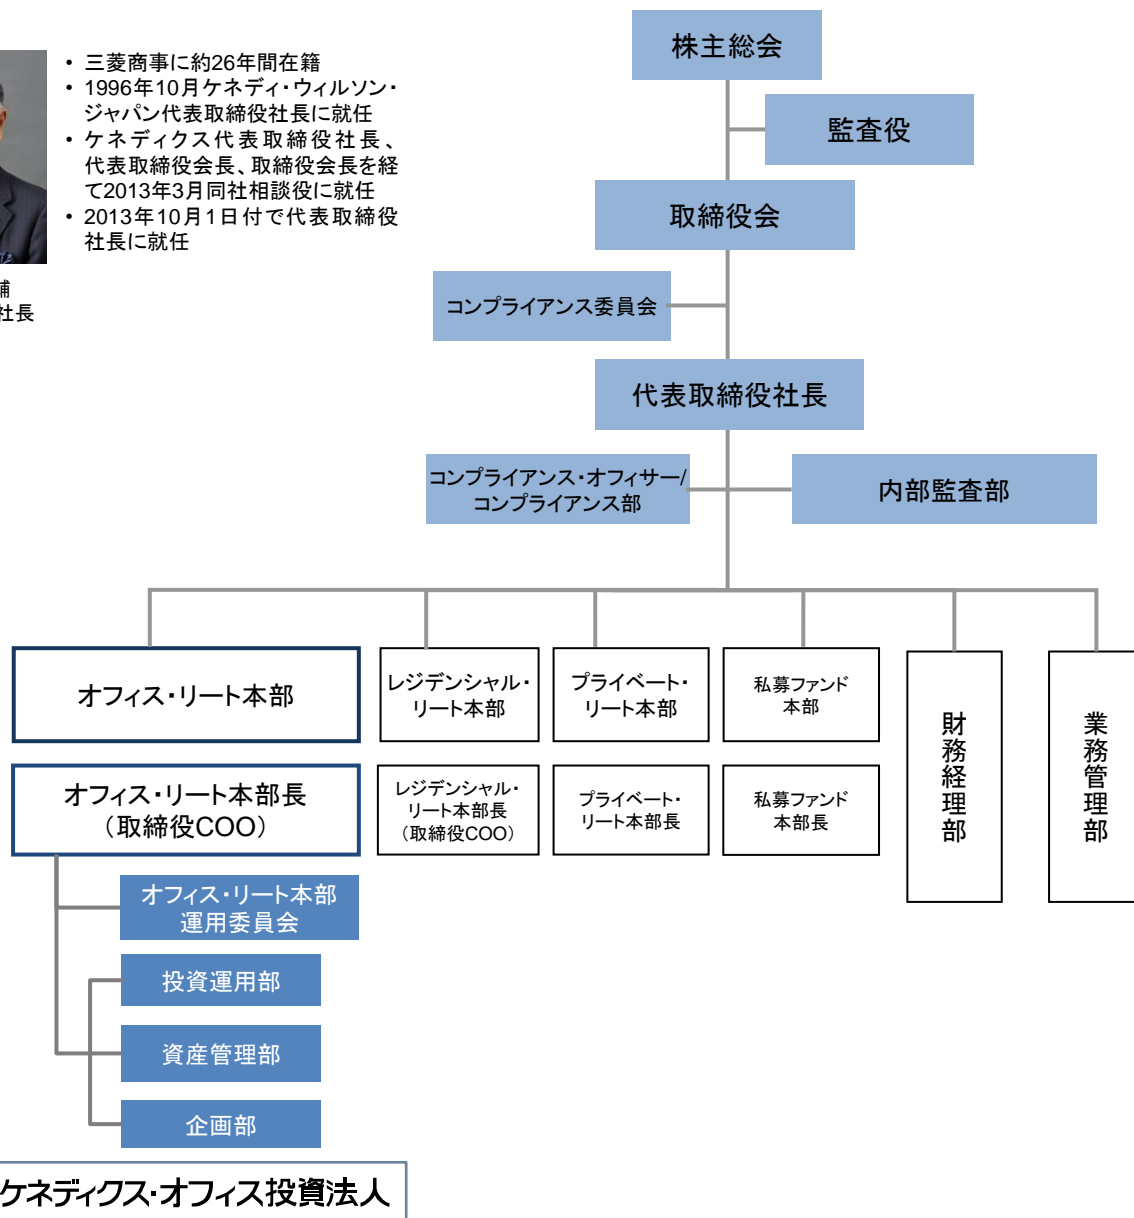 • 三菱商事に約26年間在籍
• 1996年10月ケネディ・ウィルソン・
ジャパン代表取締役社長に就任
• ケネディクス代表取締役社長、
代表取締役会長、取締役会長を経
て2013年3月同社相談役に就任
• 2013年10月1日付で代表取締役
社長に就任
輔
社長
株主総会
監査役
取締役会
コンプライアンス委員会
代表取締役社長
コンプライアンス・オフィサー/
コンプライアンス部
内部監査部
オフィス・リート本部
レジデンシャル・
リート本部
プライベート・
リート本部
私募ファンド
本部
財務経理部
業務管理部
オフィス・リート本部長
（取締役COO）
レジデンシャル・
リート本部長
（取締役COO）
プライベート・
リート本部長
私募ファンド
本部長
オフィス・リート本部
運用委員会
投資運用部
資産管理部
企画部
ケネディクス・オフィス投資法人